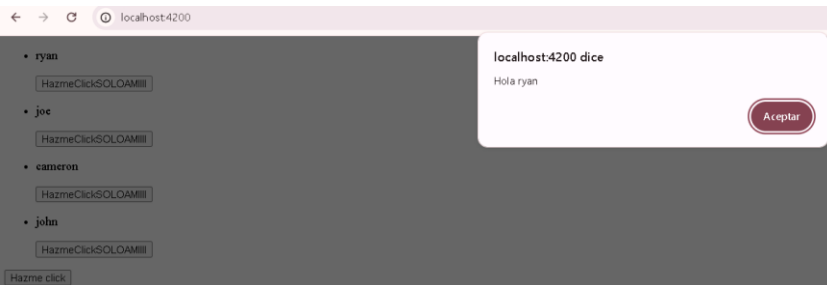 localhost:4200
ryan
HazmeClickSOLOAMIIII
joe
HazmeClickSOLOAMIIII
cameron
HazmeClickSOLOAMIIII
john
HazmeClickSOLOAMIIII
Hazme click
localhost:4200 dice
Hola ryan
Aceptar